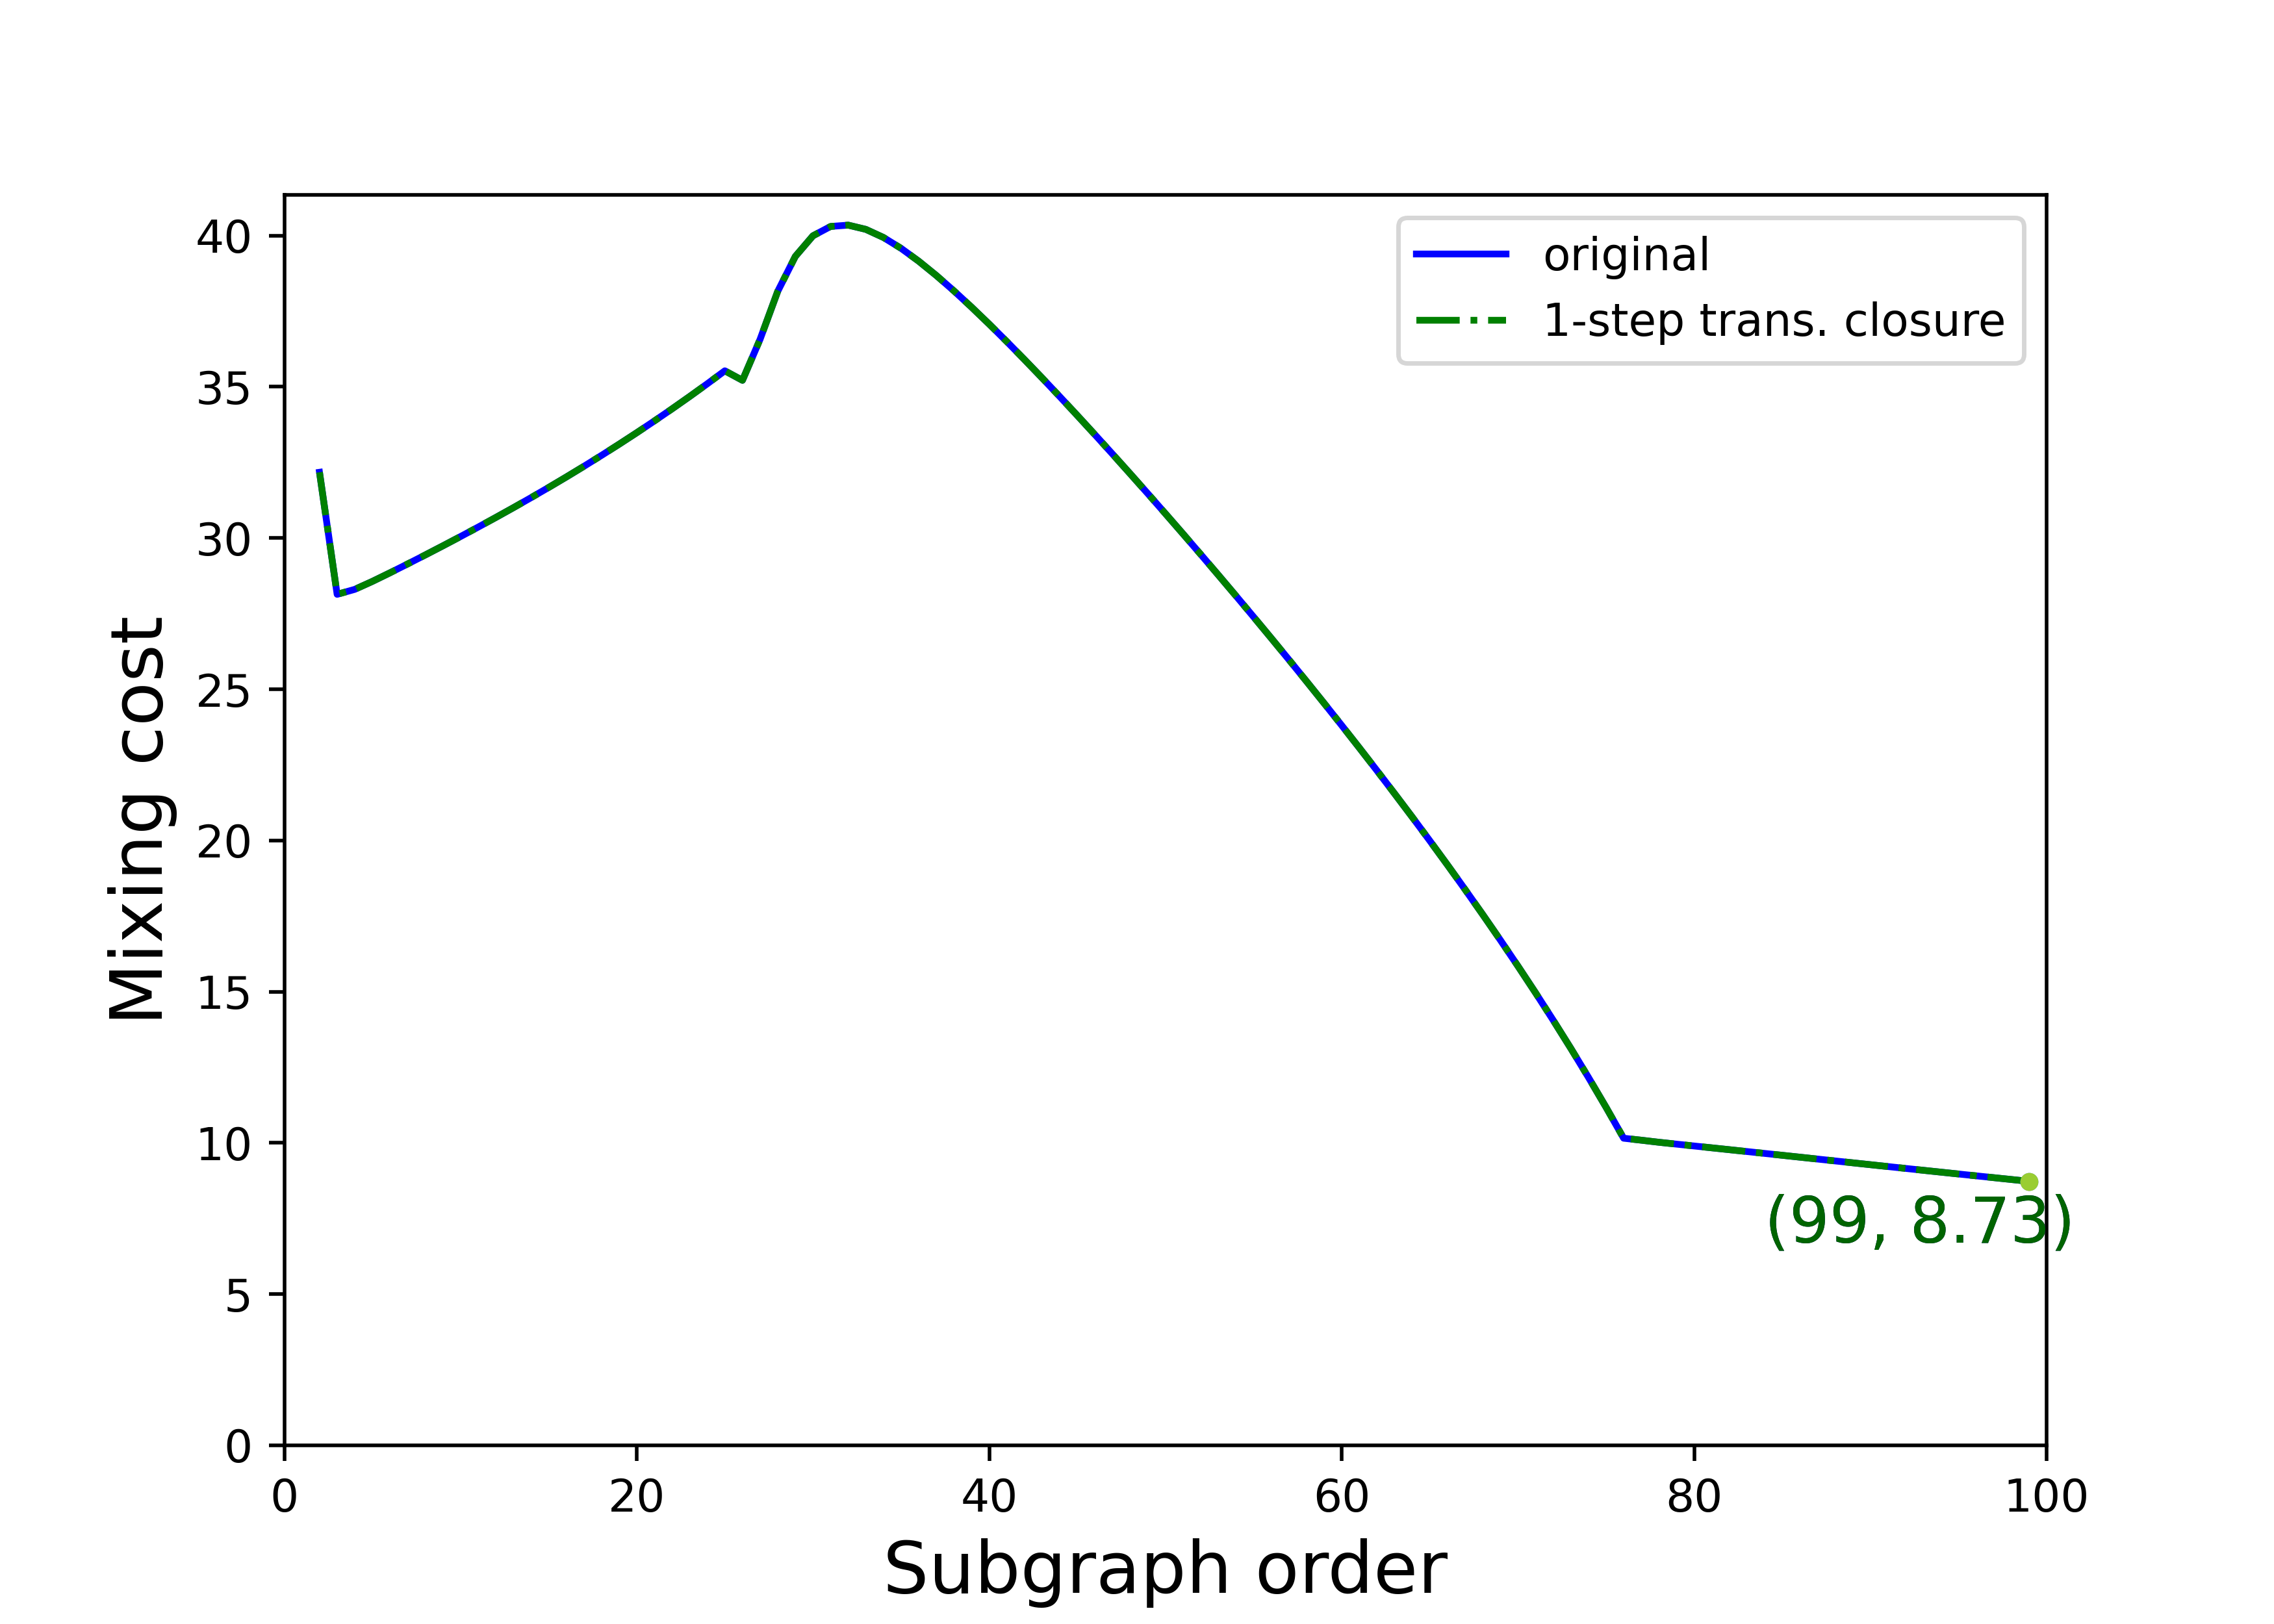 original
1-step trans. closure
40
35
30
25
20
15
10
5
0
Mixing cost
(99, 8.73)
0 20 40 60 80 100
Subgraph order